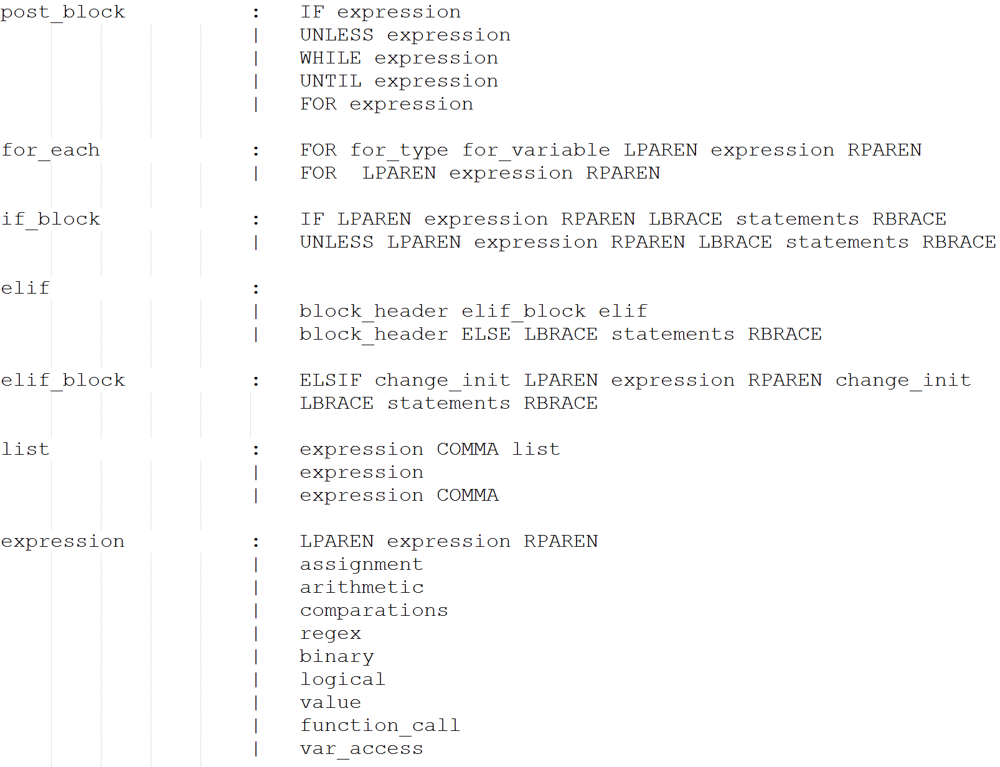 post_block : IF expression
| UNLESS expression
| WHILE expression
| UNTIL expression
| FOR expression
for_each : FOR for_type for_variable LPAREN expression RPAREN
| FOR  LPAREN expression RPAREN
if_block : IF LPAREN expression RPAREN LBRACE statements RBRACE
| UNLESS LPAREN expression RPAREN LBRACE statements RBRACE
elif :
| block_header elif_block elif
| block_header ELSE LBRACE statements RBRACE
elif_block : ELSIF change_init LPAREN expression RPAREN change_init
LBRACE statements RBRACE
list : expression COMMA list
| expression
| expression COMMA
expression : LPAREN expression RPAREN
| assignment
| arithmetic
| comparations
| regex
| binary
| logical
| value
| function_call
| var_access